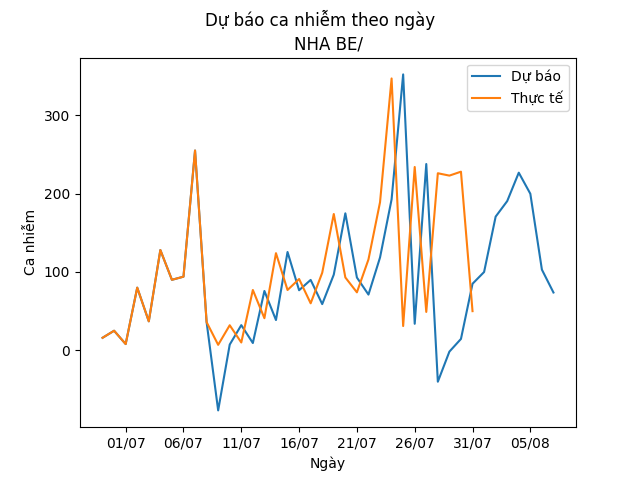 Dự báo ca nhiễm theo ngày
NHA BE/
Dự báo
Thực tế
Ca nhiễm
300
200
100
0
01/07 06/07 11/07 16/07 21/07 26/07 31/07 05/08
Ngày